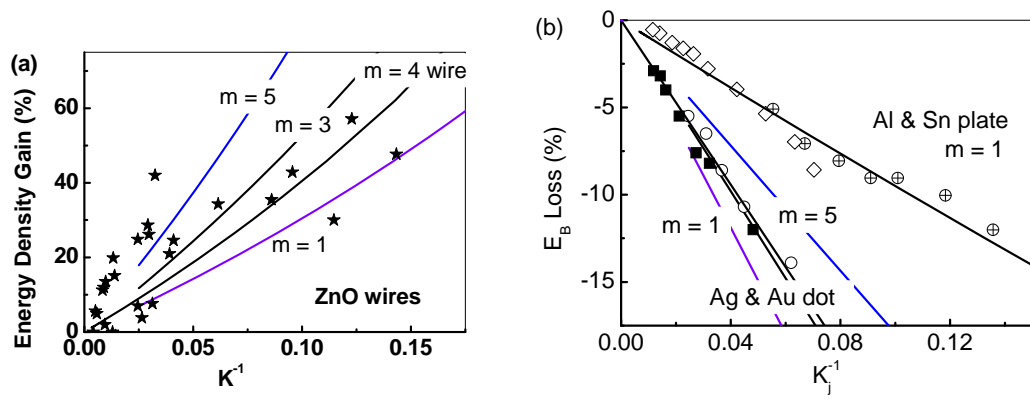 (a)
Energy Density Gain (%)
60
40
20
0
m = 5
m = 4 wire
m = 3
m = 1
ZnO wires
0.00
0.05
0.10
0.15
K-1
(b)
E_B Loss (%)
0
-5
-10
-15
Al & Sn plate
m = 1
m = 5
m = 1
Ag & Au dot
0.00
0.04
0.08
0.12
K_j^-1